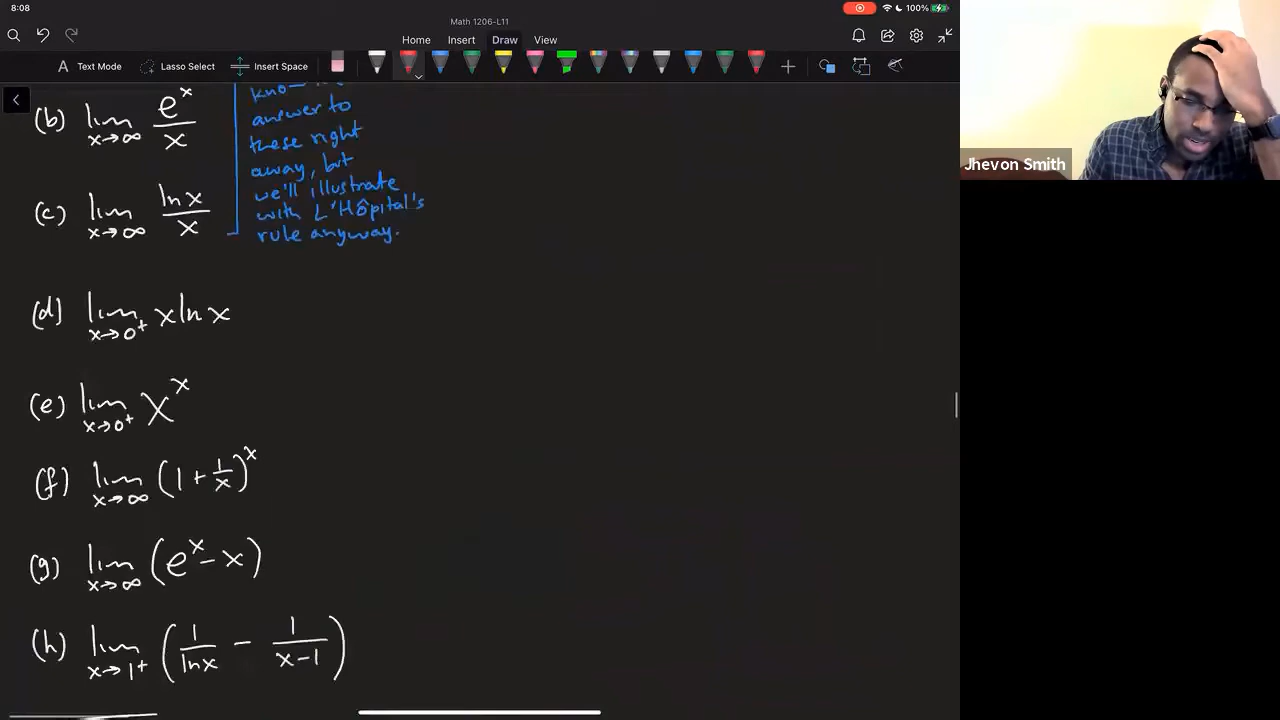 8:08
100%
Math 1206-L11
Home Insert Draw View
Text Mode Lasso Select Insert Space
answer to
these right
away, but
we'll illustrate
with L'Hôpital's
rule anyway.
(b) lim x→∞ e^x/x
(c) lim x→∞ ln x/x
(d) lim x→0⁺ x ln x
(e) lim x→0⁺ x^x
(f) lim x→∞ (1 + 1/x)^x
(g) lim x→∞ (e^x − x)
(h) lim x→1⁺ (1/ln x − 1/(x−1))
Jhevon Smith